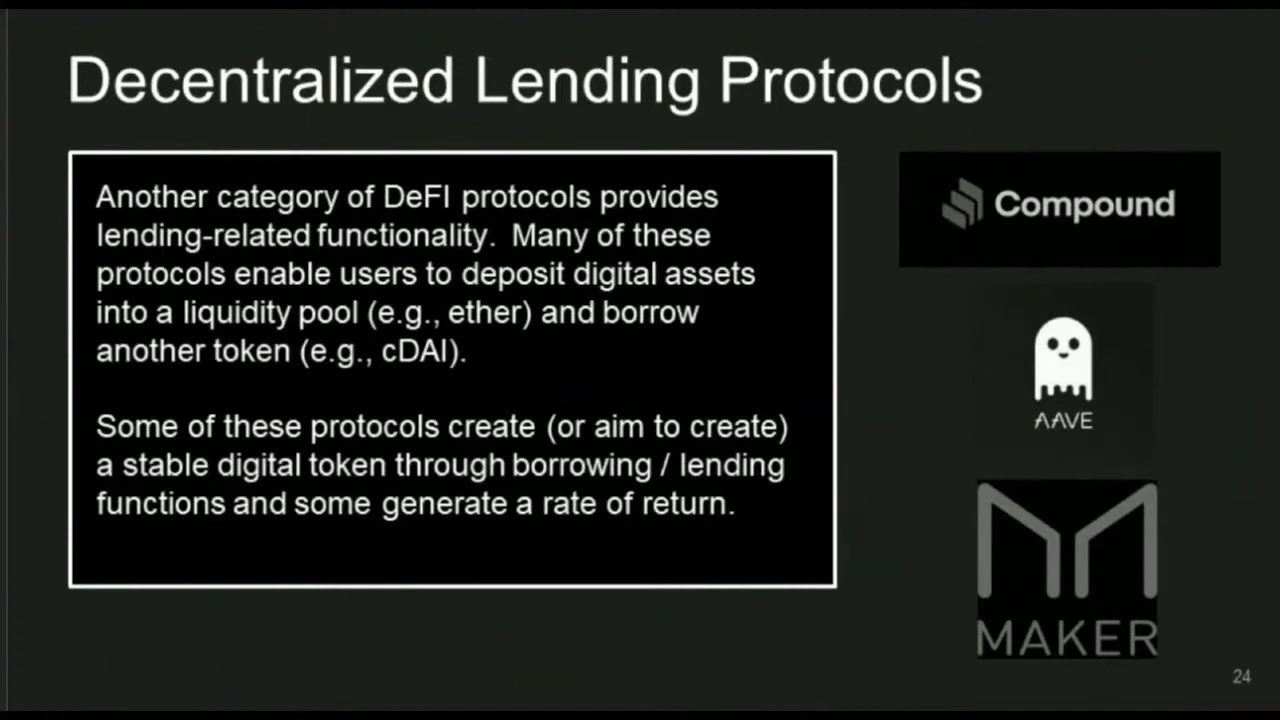 Decentralized Lending Protocols
Another category of DeFI protocols provides
lending-related functionality. Many of these
protocols enable users to deposit digital assets
into a liquidity pool (e.g., ether) and borrow
another token (e.g., cDAI).
Some of these protocols create (or aim to create)
a stable digital token through borrowing / lending
functions and some generate a rate of return.
Compound
AAVE
MAKER
24